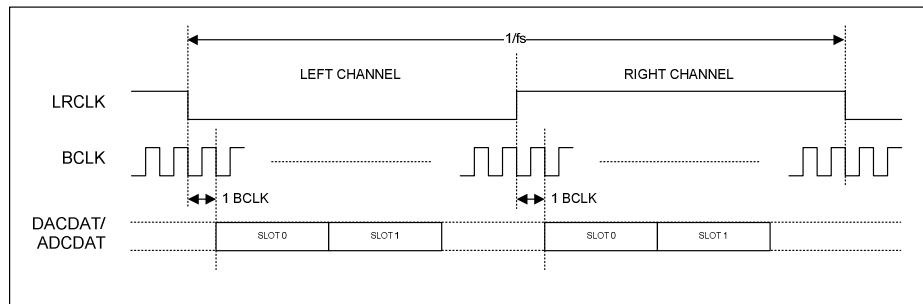 1/fs
LEFT CHANNEL
RIGHT CHANNEL
LRCLK
BCLK
1 BCLK
1 BCLK
DACDAT/
ADCDAT
SLOT 0
SLOT 1
SLOT 0
SLOT 1